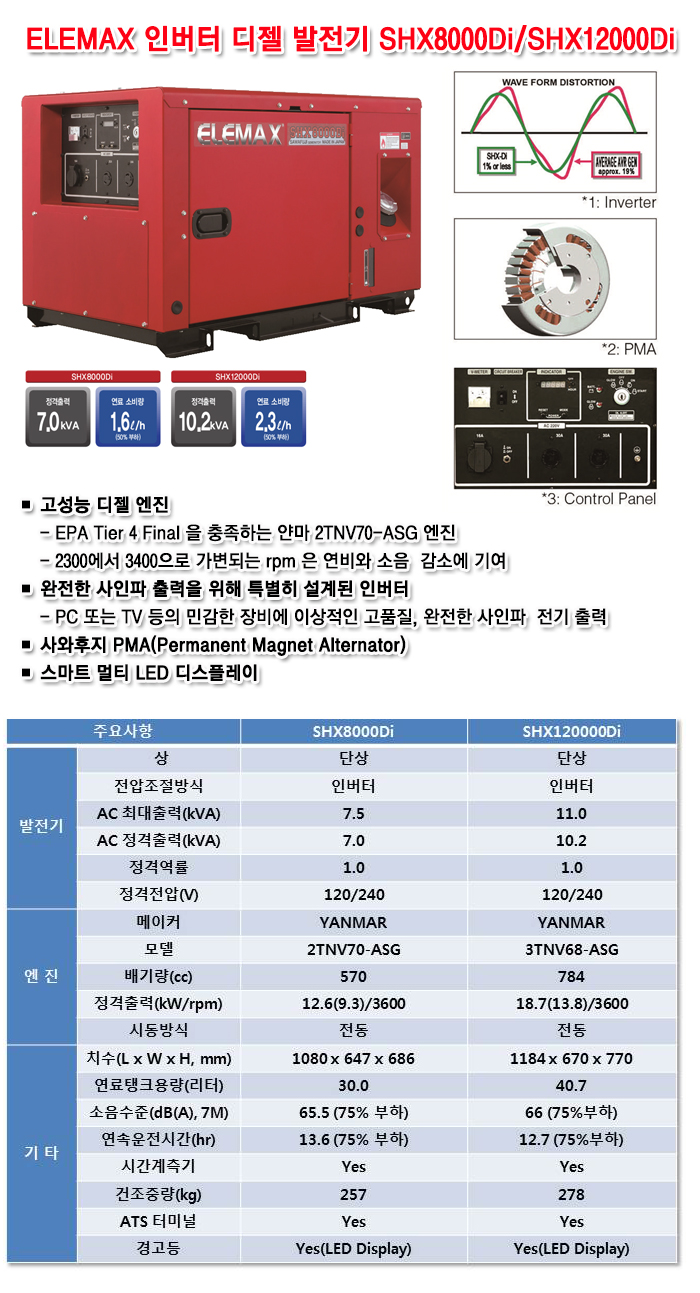 ELEMAX 인버터 디젤 발전기 SHX8000Di/SHX12000Di
ELEMAX
SHX8000Di
WAVE FORM DISTORTION
SHX-Di
1% or less
AVERAGE AVR GEN
approx. 19%
*1: Inverter
*2: PMA
V-METER CIRCUIT BREAKER INDICATOR ENGINE SW.
AC 220V
15A 30A 30A
*3: Control Panel
SHX8000Di SHX12000Di
정격출력 연료 소비량 정격출력 연료 소비량
7.0kVA 1.6ℓ/h 10.2kVA 2.3ℓ/h
(50% 부하) (50% 부하)
■ 고성능 디젤 엔진
- EPA Tier 4 Final 을 충족하는 얀마 2TNV70-ASG 엔진
- 2300에서 3400으로 가변되는 rpm 은 연비와 소음 감소에 기여
■ 완전한 사인파 출력을 위해 특별히 설계된 인버터
- PC 또는 TV 등의 민감한 장비에 이상적인 고품질, 완전한 사인파 전기 출력
■ 사와후지 PMA(Permanent Magnet Alternator)
■ 스마트 멀티 LED 디스플레이
주요사항 SHX8000Di SHX120000Di
발전기
상 단상 단상
전압조절방식 인버터 인버터
AC 최대출력(kVA) 7.5 11.0
AC 정격출력(kVA) 7.0 10.2
정격역률 1.0 1.0
정격전압(V) 120/240 120/240
엔 진
메이커 YANMAR YANMAR
모델 2TNV70-ASG 3TNV68-ASG
배기량(cc) 570 784
정격출력(kW/rpm) 12.6(9.3)/3600 18.7(13.8)/3600
시동방식 전동 전동
기 타
치수(L x W x H, mm) 1080 x 647 x 686 1184 x 670 x 770
연료탱크용량(리터) 30.0 40.7
소음수준(dB(A), 7M) 65.5 (75% 부하) 66 (75%부하)
연속운전시간(hr) 13.6 (75% 부하) 12.7 (75%부하)
시간계측기 Yes Yes
건조중량(kg) 257 278
ATS 터미널 Yes Yes
경고등 Yes(LED Display) Yes(LED Display)